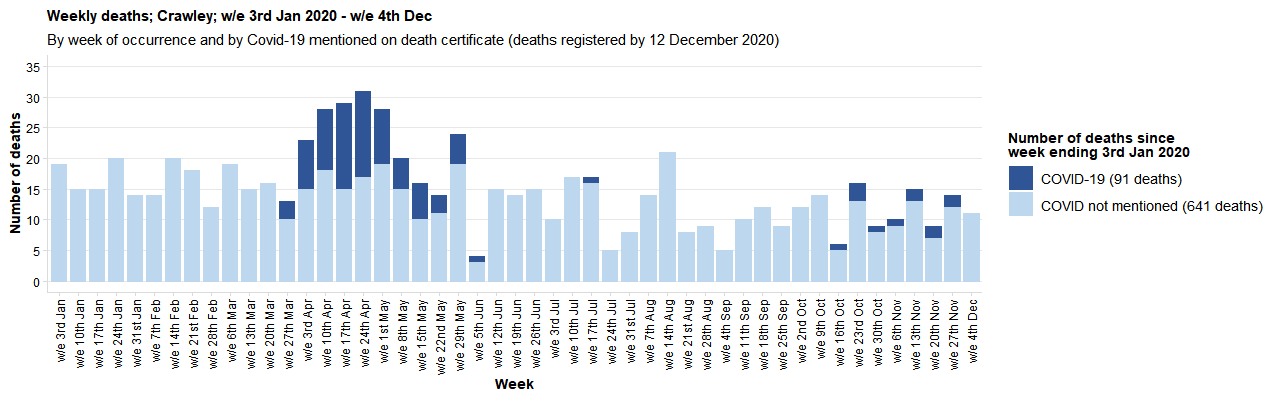 Weekly deaths; Crawley; w/e 3rd Jan 2020 - w/e 4th Dec
By week of occurrence and by Covid-19 mentioned on death certificate (deaths registered by 12 December 2020)
Number of deaths
35
30
25
20
15
10
5
0
w/e 3rd Jan
w/e 10th Jan
w/e 17th Jan
w/e 24th Jan
w/e 31st Jan
w/e 7th Feb
w/e 14th Feb
w/e 21st Feb
w/e 28th Feb
w/e 6th Mar
w/e 13th Mar
w/e 20th Mar
w/e 27th Mar
w/e 3rd Apr
w/e 10th Apr
w/e 17th Apr
w/e 24th Apr
w/e 1st May
w/e 8th May
w/e 15th May
w/e 22nd May
w/e 29th May
w/e 5th Jun
w/e 12th Jun
w/e 19th Jun
w/e 26th Jun
w/e 3rd Jul
w/e 10th Jul
w/e 17th Jul
w/e 24th Jul
w/e 31st Jul
w/e 7th Aug
w/e 14th Aug
w/e 21st Aug
w/e 28th Aug
w/e 4th Sep
w/e 11th Sep
w/e 18th Sep
w/e 25th Sep
w/e 2nd Oct
w/e 9th Oct
w/e 16th Oct
w/e 23rd Oct
w/e 30th Oct
w/e 6th Nov
w/e 13th Nov
w/e 20th Nov
w/e 27th Nov
w/e 4th Dec
Week
Number of deaths since
week ending 3rd Jan 2020
COVID-19 (91 deaths)
COVID not mentioned (641 deaths)